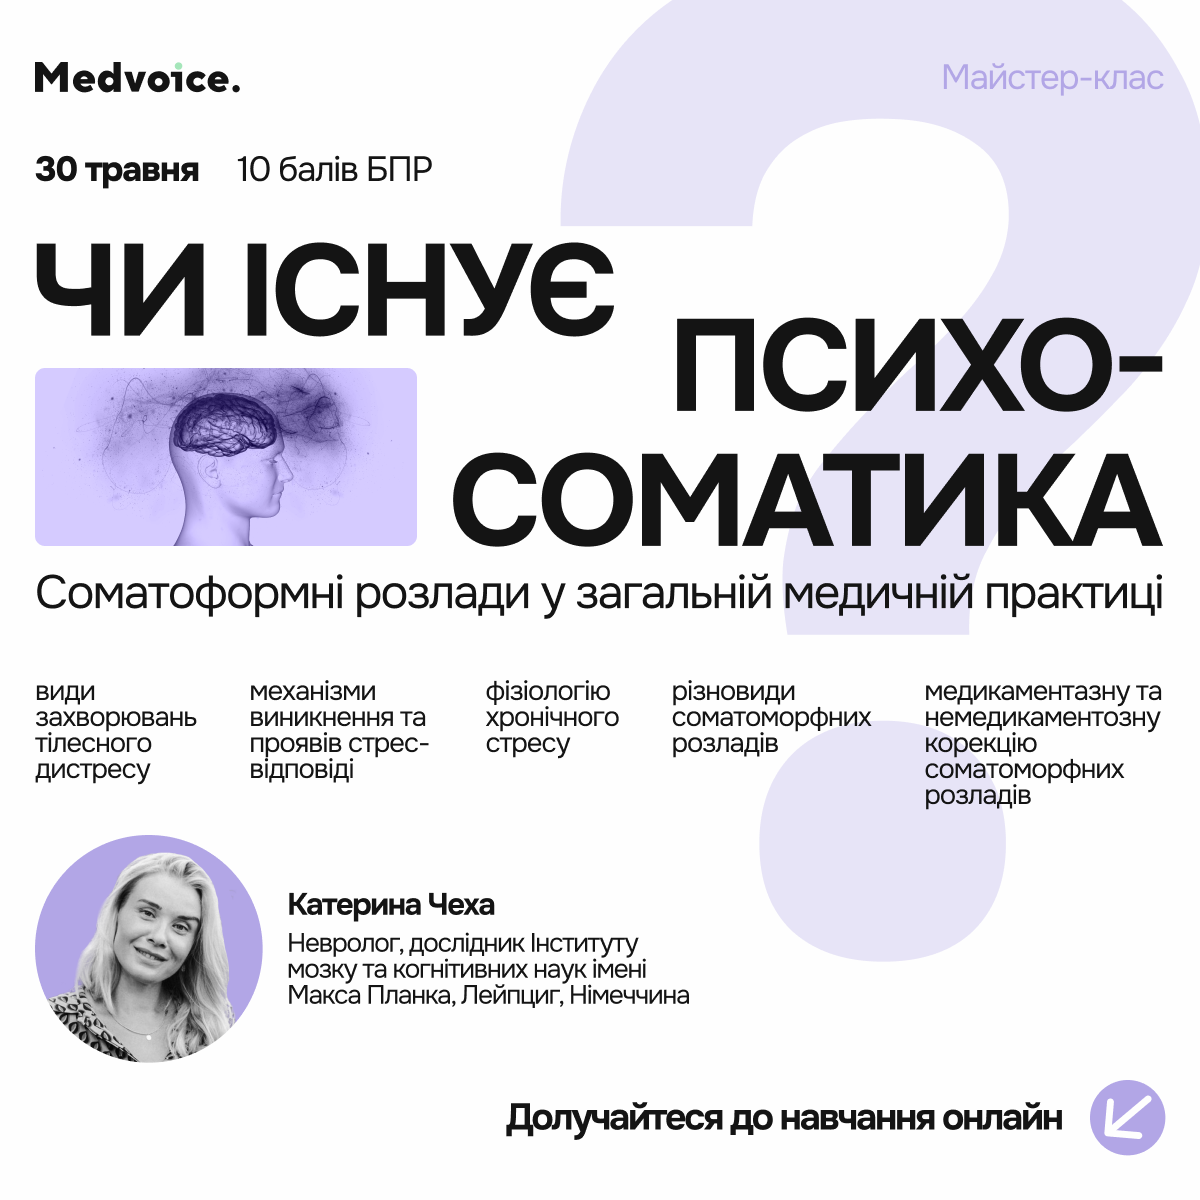 Medvoice.
Майстер-клас
30 травня 10 балів БПР
ЧИ ІСНУЄ
ПСИХО-
СОМАТИКА
Соматоформні розлади у загальній медичній практиці
види
захворювань
тілесного
дистресу
механізми
виникнення та
проявів стрес-
відповіді
фізіологію
хронічного
стресу
різновиди
соматоморфних
розладів
медикаментазну та
немедикаментозну
корекцію
соматоморфних
розладів
Катерина Чеха
Невролог, дослідник Інституту
мозку та когнітивних наук імені
Макса Планка, Лейпциг, Німеччина
Долучайтеся до навчання онлайн